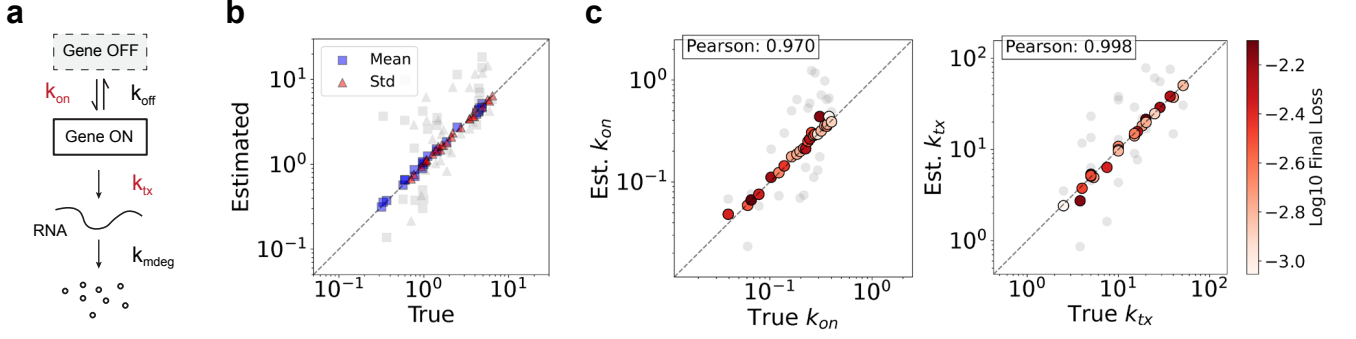 a
Gene OFF
k_on
k_off
Gene ON
k_tx
RNA
k_mdeg
b
Estimated
10^1
10^0
10^-1
Mean
Std
10^-1
10^0
10^1
True
c
Pearson: 0.970
Est. k_on
10^0
10^-1
10^-1
10^0
True k_on
Pearson: 0.998
Est. k_tx
10^2
10^1
10^0
10^0
10^1
10^2
True k_tx
−2.2
−2.4
−2.6
−2.8
−3.0
Log10 Final Loss